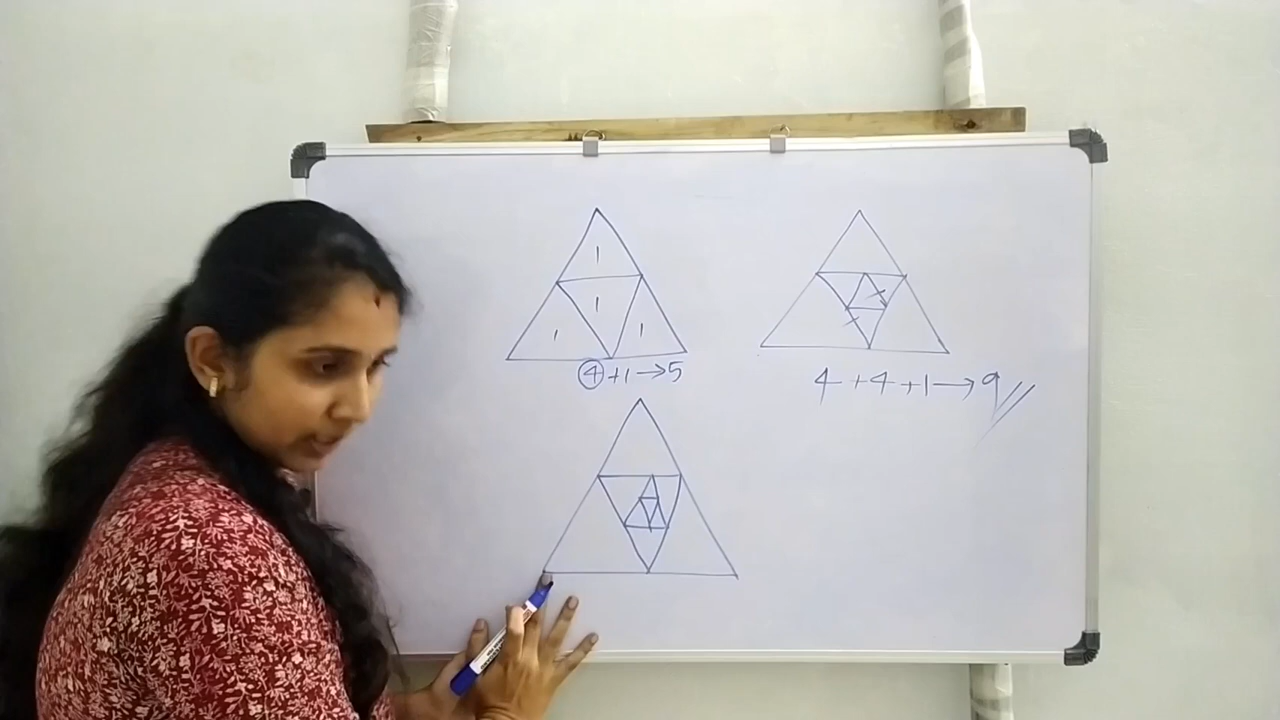 1
1
1 1
4 +1 → 5
4 + 4 + 1 → 9 //